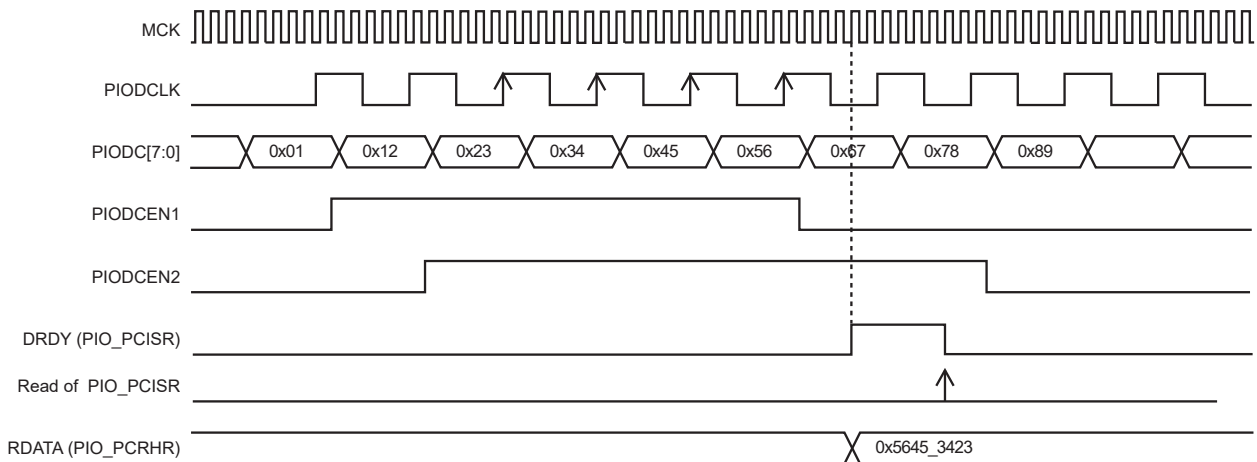 MCK
PIODCLK
PIODC[7:0] 0x01 0x12 0x23 0x34 0x45 0x56 0x67 0x78 0x89
PIODCEN1
PIODCEN2
DRDY (PIO_PCISR)
Read of PIO_PCISR
RDATA (PIO_PCRHR) 0x5645_3423